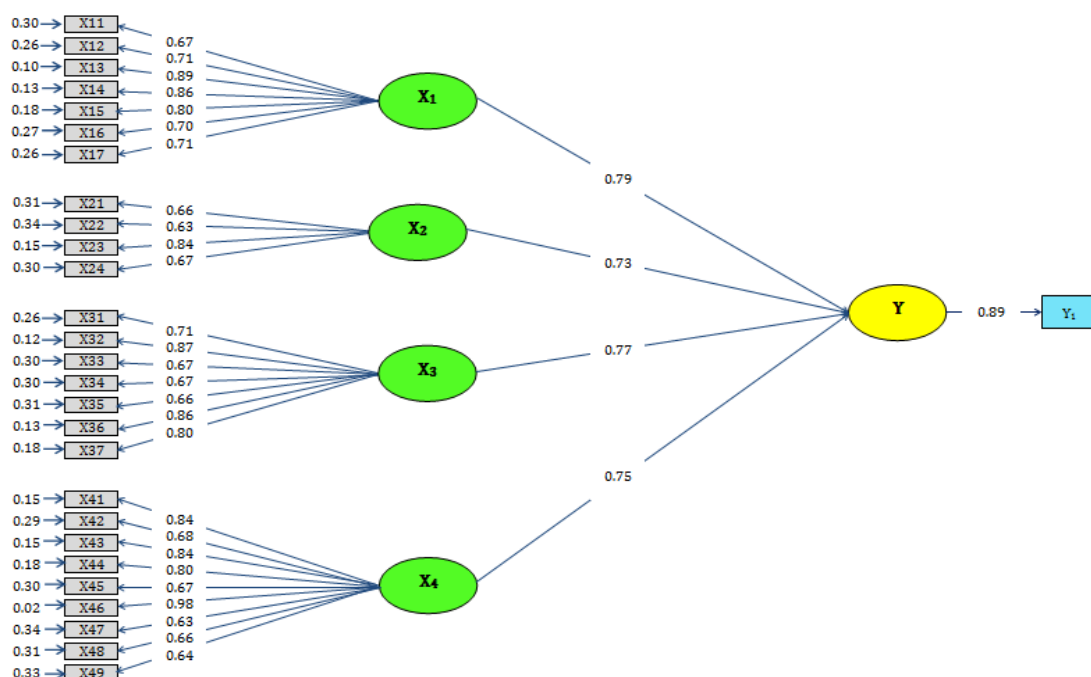 0.30 X11 0.67
0.26 X12 0.71
0.10 X13 0.89
0.13 X14 0.86
0.18 X15 0.80
0.27 X16 0.70
0.26 X17 0.71
X1
0.79
0.31 X21 0.66
0.34 X22 0.63
0.15 X23 0.84
0.30 X24 0.67
X2
0.73
0.26 X31 0.71
0.12 X32 0.87
0.30 X33 0.67
0.30 X34 0.67
0.31 X35 0.66
0.13 X36 0.86
0.18 X37 0.80
X3
0.77
Y 0.89 Y1
0.15 X41 0.84
0.29 X42 0.68
0.15 X43 0.84
0.18 X44 0.80
0.30 X45 0.67
0.02 X46 0.98
0.34 X47 0.63
0.31 X48 0.66
0.33 X49 0.64
X4
0.75